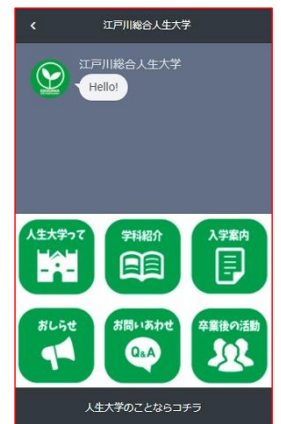 江戸川総合人生大学
江戸川総合人生大学
Hello!
人生大学って
学科紹介
入学案内
おしらせ
お問いあわせ
Q&A
卒業後の活動
人生大学のことならコチラ